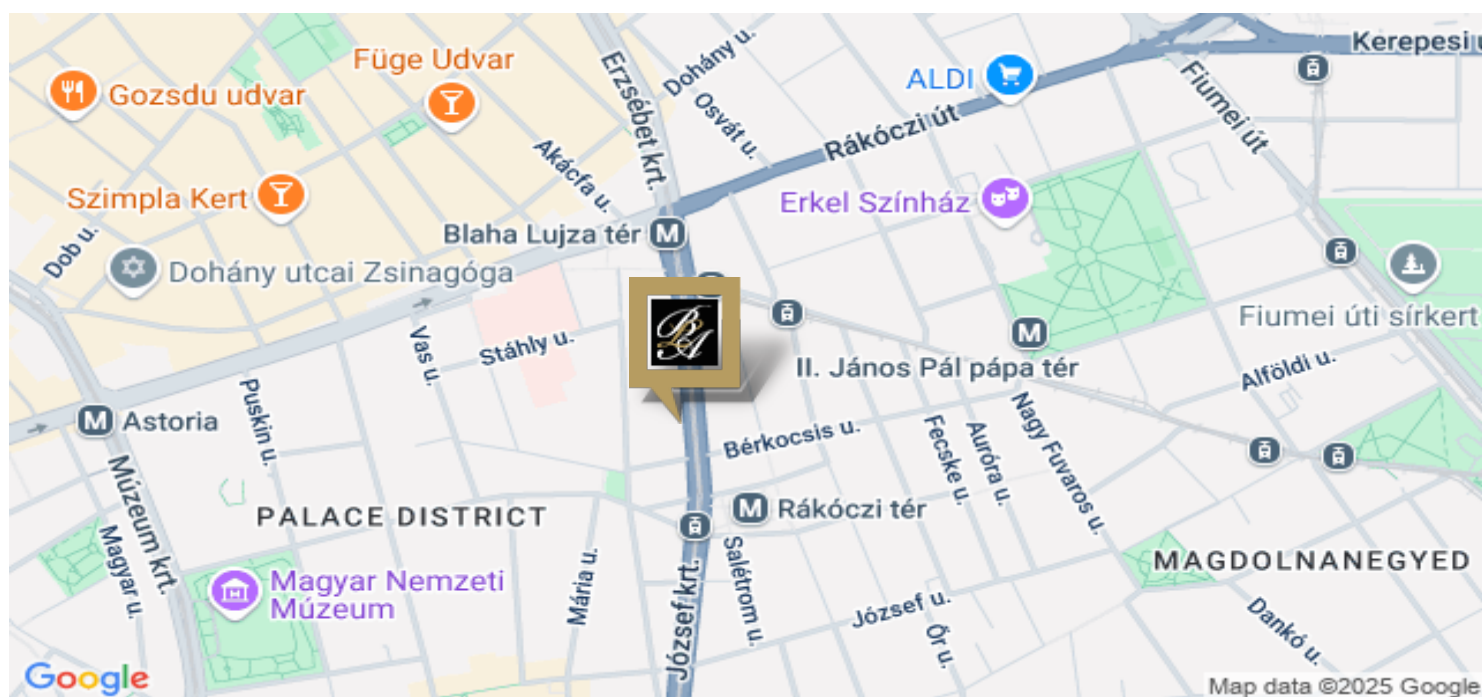 Füge Udvar
Gozsdu udvar
Erzsébet krt.
Dohány u.
Osvát u.
ALDI
Rákóczi út
Kerepesi
Fiumei út
Akácfa u.
Szimpla Kert
Erkel Színház
Dob u.
Blaha Lujza tér
M
Dohány utcai Zsinagóga
Vas u.
Stáhly u.
B&A
M
II. János Pál pápa tér
Fiumei úti sírkert
Alföldi u.
Puskin u.
M Astoria
Bérkocsis u.
Fecske u.
Auróra u.
Nagy Fuvaros u.
Múzeum krt.
Magyar u.
PALACE DISTRICT
M Rákóczi tér
Salétrom u.
MAGDOLNANEGYED
Magyar Nemzeti
Múzeum
Mária u.
József krt.
József u.
Őr u.
Dankó u.
Google
Map data ©2025 Google